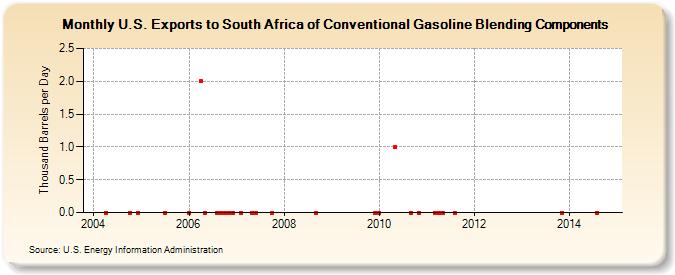 Monthly U.S. Exports to South Africa of Conventional Gasoline Blending Components
Thousand Barrels per Day
2.5
2.0
1.5
1.0
0.5
0.0
2004 2006 2008 2010 2012 2014
Source: U.S. Energy Information Administration